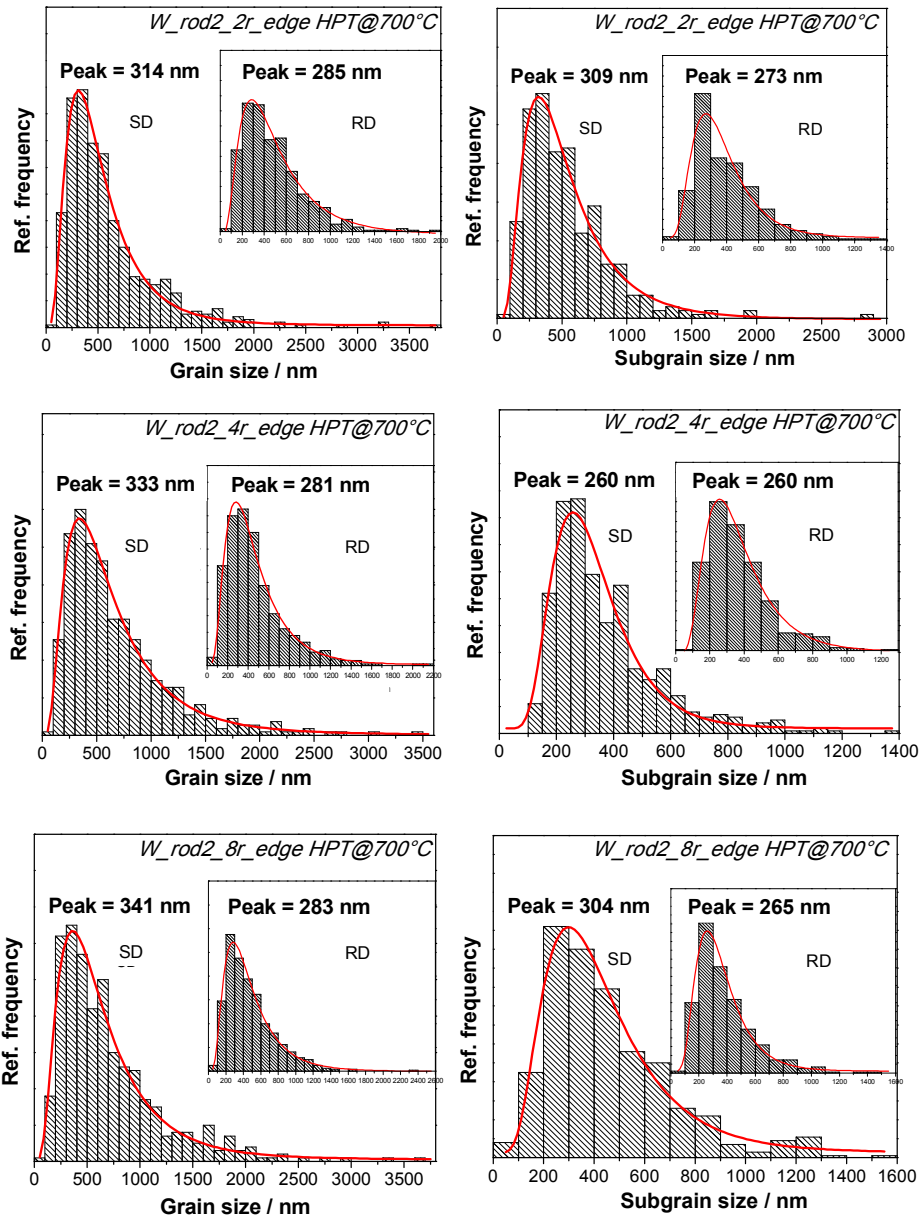 W_rod2_2r_edge HPT@700°C
Peak = 314 nm
Peak = 285 nm
SD
RD
Ref. frequency
0 200 400 600 800 1000 1200 1400 1600 1800 2000
0 500 1000 1500 2000 2500 3000 3500
Grain size / nm
W_rod2_2r_edge HPT@700°C
Peak = 309 nm
Peak = 273 nm
SD
RD
Ref. frequency
0 200 400 600 800 1000 1200 1400
0 500 1000 1500 2000 2500 3000
Subgrain size / nm
W_rod2_4r_edge HPT@700°C
Peak = 333 nm
Peak = 281 nm
SD
RD
Ref. frequency
0 200 400 600 800 1000 1200 1400 1600 1800 2000 2200
0 500 1000 1500 2000 2500 3000 3500
Grain size / nm
W_rod2_4r_edge HPT@700°C
Peak = 260 nm
Peak = 260 nm
SD
RD
Ref. frequency
0 200 400 600 800 1000 1200
0 200 400 600 800 1000 1200 1400
Subgrain size / nm
W_rod2_8r_edge HPT@700°C
Peak = 341 nm
Peak = 283 nm
SD
RD
Ref. frequency
0 200 400 600 800 1000 1200 1400 1600 1800 2000 2200 2400 2600
0 500 1000 1500 2000 2500 3000 3500
Grain size / nm
W_rod2_8r_edge HPT@700°C
Peak = 304 nm
Peak = 265 nm
SD
RD
Ref. frequency
0 200 400 600 800 1000 1200 1400 1600
0 200 400 600 800 1000 1200 1400 1600
Subgrain size / nm